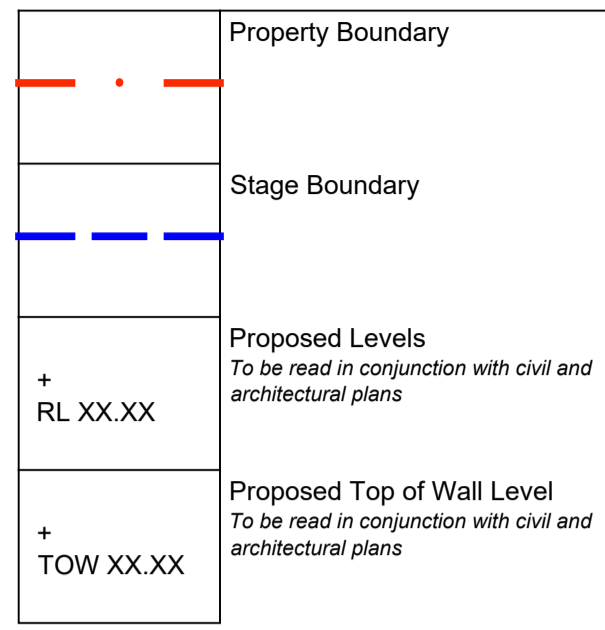 Property Boundary
Stage Boundary
Proposed Levels
To be read in conjunction with civil and
architectural plans
+
RL XX.XX
Proposed Top of Wall Level
To be read in conjunction with civil and
architectural plans
+
TOW XX.XX